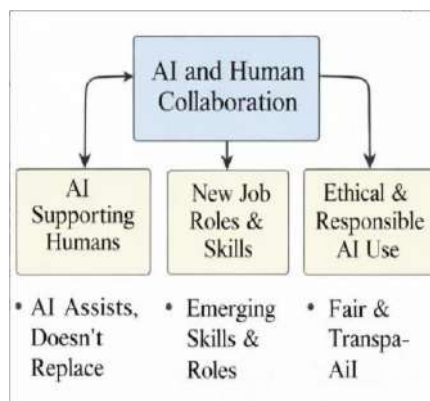 AI and Human
Collaboration
AI
Supporting
Humans
New Job
Roles &
Skills
Ethical &
Responsible
AI Use
• AI Assists,
Doesn't
Replace
• Emerging
Skills &
Roles
• Fair &
Transpa-
AiI